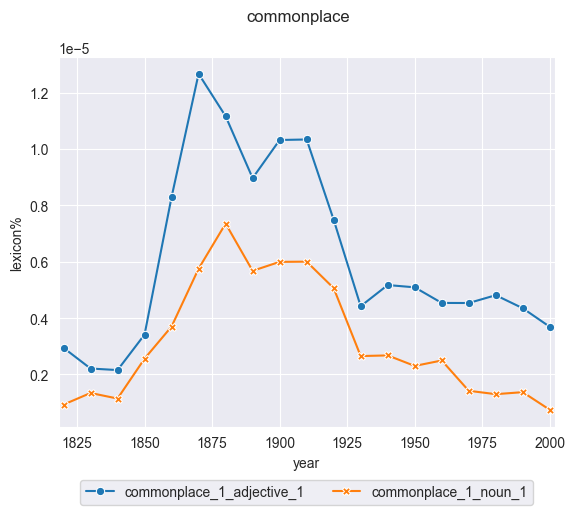 commonplace
1e−5
1.2
1.0
0.8
0.6
0.4
0.2
lexicon%
1825 1850 1875 1900 1925 1950 1975 2000
year
commonplace_1_adjective_1 commonplace_1_noun_1